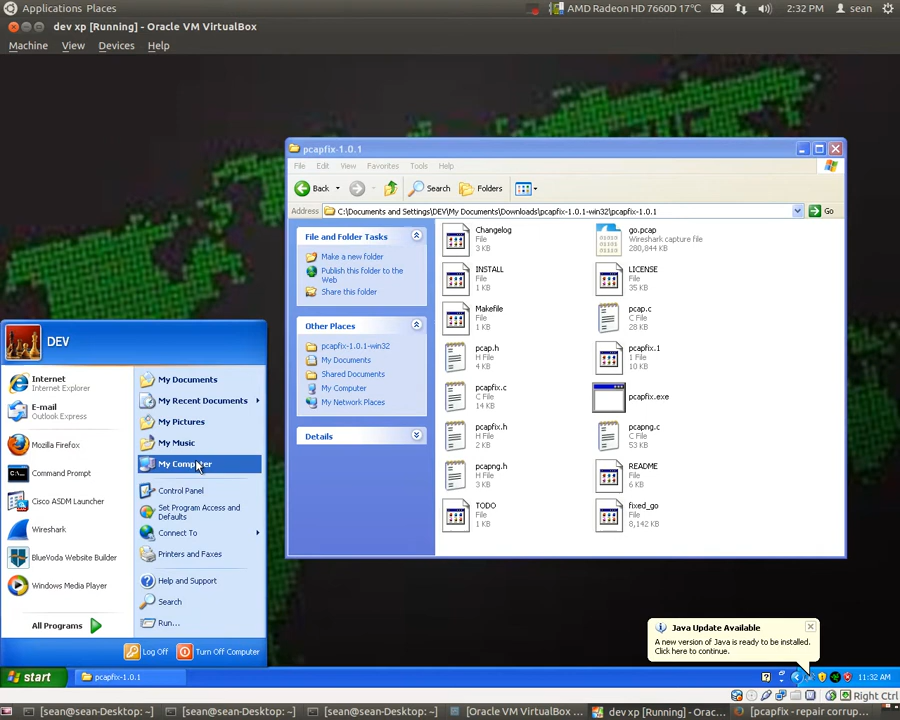 Applications Places
AMD Radeon HD 7660D 17°C
2:32 PM
sean
dev xp [Running] - Oracle VM VirtualBox
Machine View Devices Help
pcapfix-1.0.1
File Edit View Favorites Tools Help
Back Search Folders
Address C:\Documents and Settings\DEV\My Documents\Downloads\pcapfix-1.0.1-win32\pcapfix-1.0.1 Go
File and Folder Tasks
Make a new folder
Publish this folder to the
Web
Share this folder
Other Places
pcapfix-1.0.1-win32
My Documents
Shared Documents
My Computer
My Network Places
Details
Changelog
File
3 KB
go.pcap
Wireshark capture file
280,844 KB
INSTALL
File
1 KB
LICENSE
File
35 KB
Makefile
File
1 KB
pcap.c
C File
28 KB
pcap.h
H File
4 KB
pcapfix.1
1 File
10 KB
pcapfix.c
C File
14 KB
pcapfix.exe
pcapfix.h
H File
2 KB
pcapng.c
C File
53 KB
pcapng.h
H File
3 KB
README
File
6 KB
TODO
File
1 KB
fixed_go
File
8,142 KB
DEV
Internet
Internet Explorer
E-mail
Outlook Express
Mozilla Firefox
Command Prompt
Cisco ASDM Launcher
Wireshark
BlueVoda Website Builder
Windows Media Player
All Programs
My Documents
My Recent Documents
My Pictures
My Music
My Computer
Control Panel
Set Program Access and
Defaults
Connect To
Printers and Faxes
Help and Support
Search
Run...
Log Off
Turn Off Computer
Java Update Available
A new version of Java is ready to be installed.
Click here to continue.
start
pcapfix-1.0.1
11:32 AM
Right Ctrl
[sean@sean-Desktop: ~]
[sean@sean-Desktop: ~]
[sean@sean-Desktop: ~]
[Oracle VM VirtualBox ...
dev xp [Running] - Ora...
[pcapfix - repair corrup...